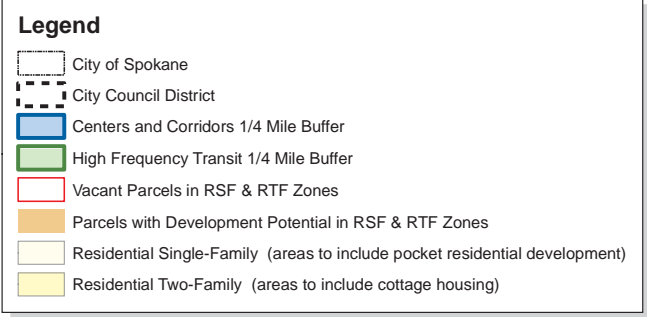 Legend
City of Spokane
City Council District
Centers and Corridors 1/4 Mile Buffer
High Frequency Transit 1/4 Mile Buffer
Vacant Parcels in RSF & RTF Zones
Parcels with Development Potential in RSF & RTF Zones
Residential Single-Family (areas to include pocket residential development)
Residential Two-Family (areas to include cottage housing)